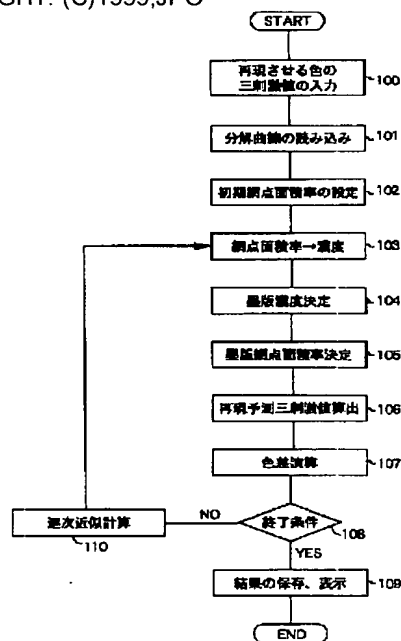 GHT: (C)1999,JPO
START
再現させる色の
三刺激値の入力
100
分解曲線の読み込み
101
初期網点面積率の設定
102
網点面積率→濃度
103
墨版濃度決定
104
墨版網点面積率決定
105
再現予測三刺激値算出
106
色差演算
107
終了条件
108
NO
逐次近似計算
110
YES
結果の保存、表示
109
END